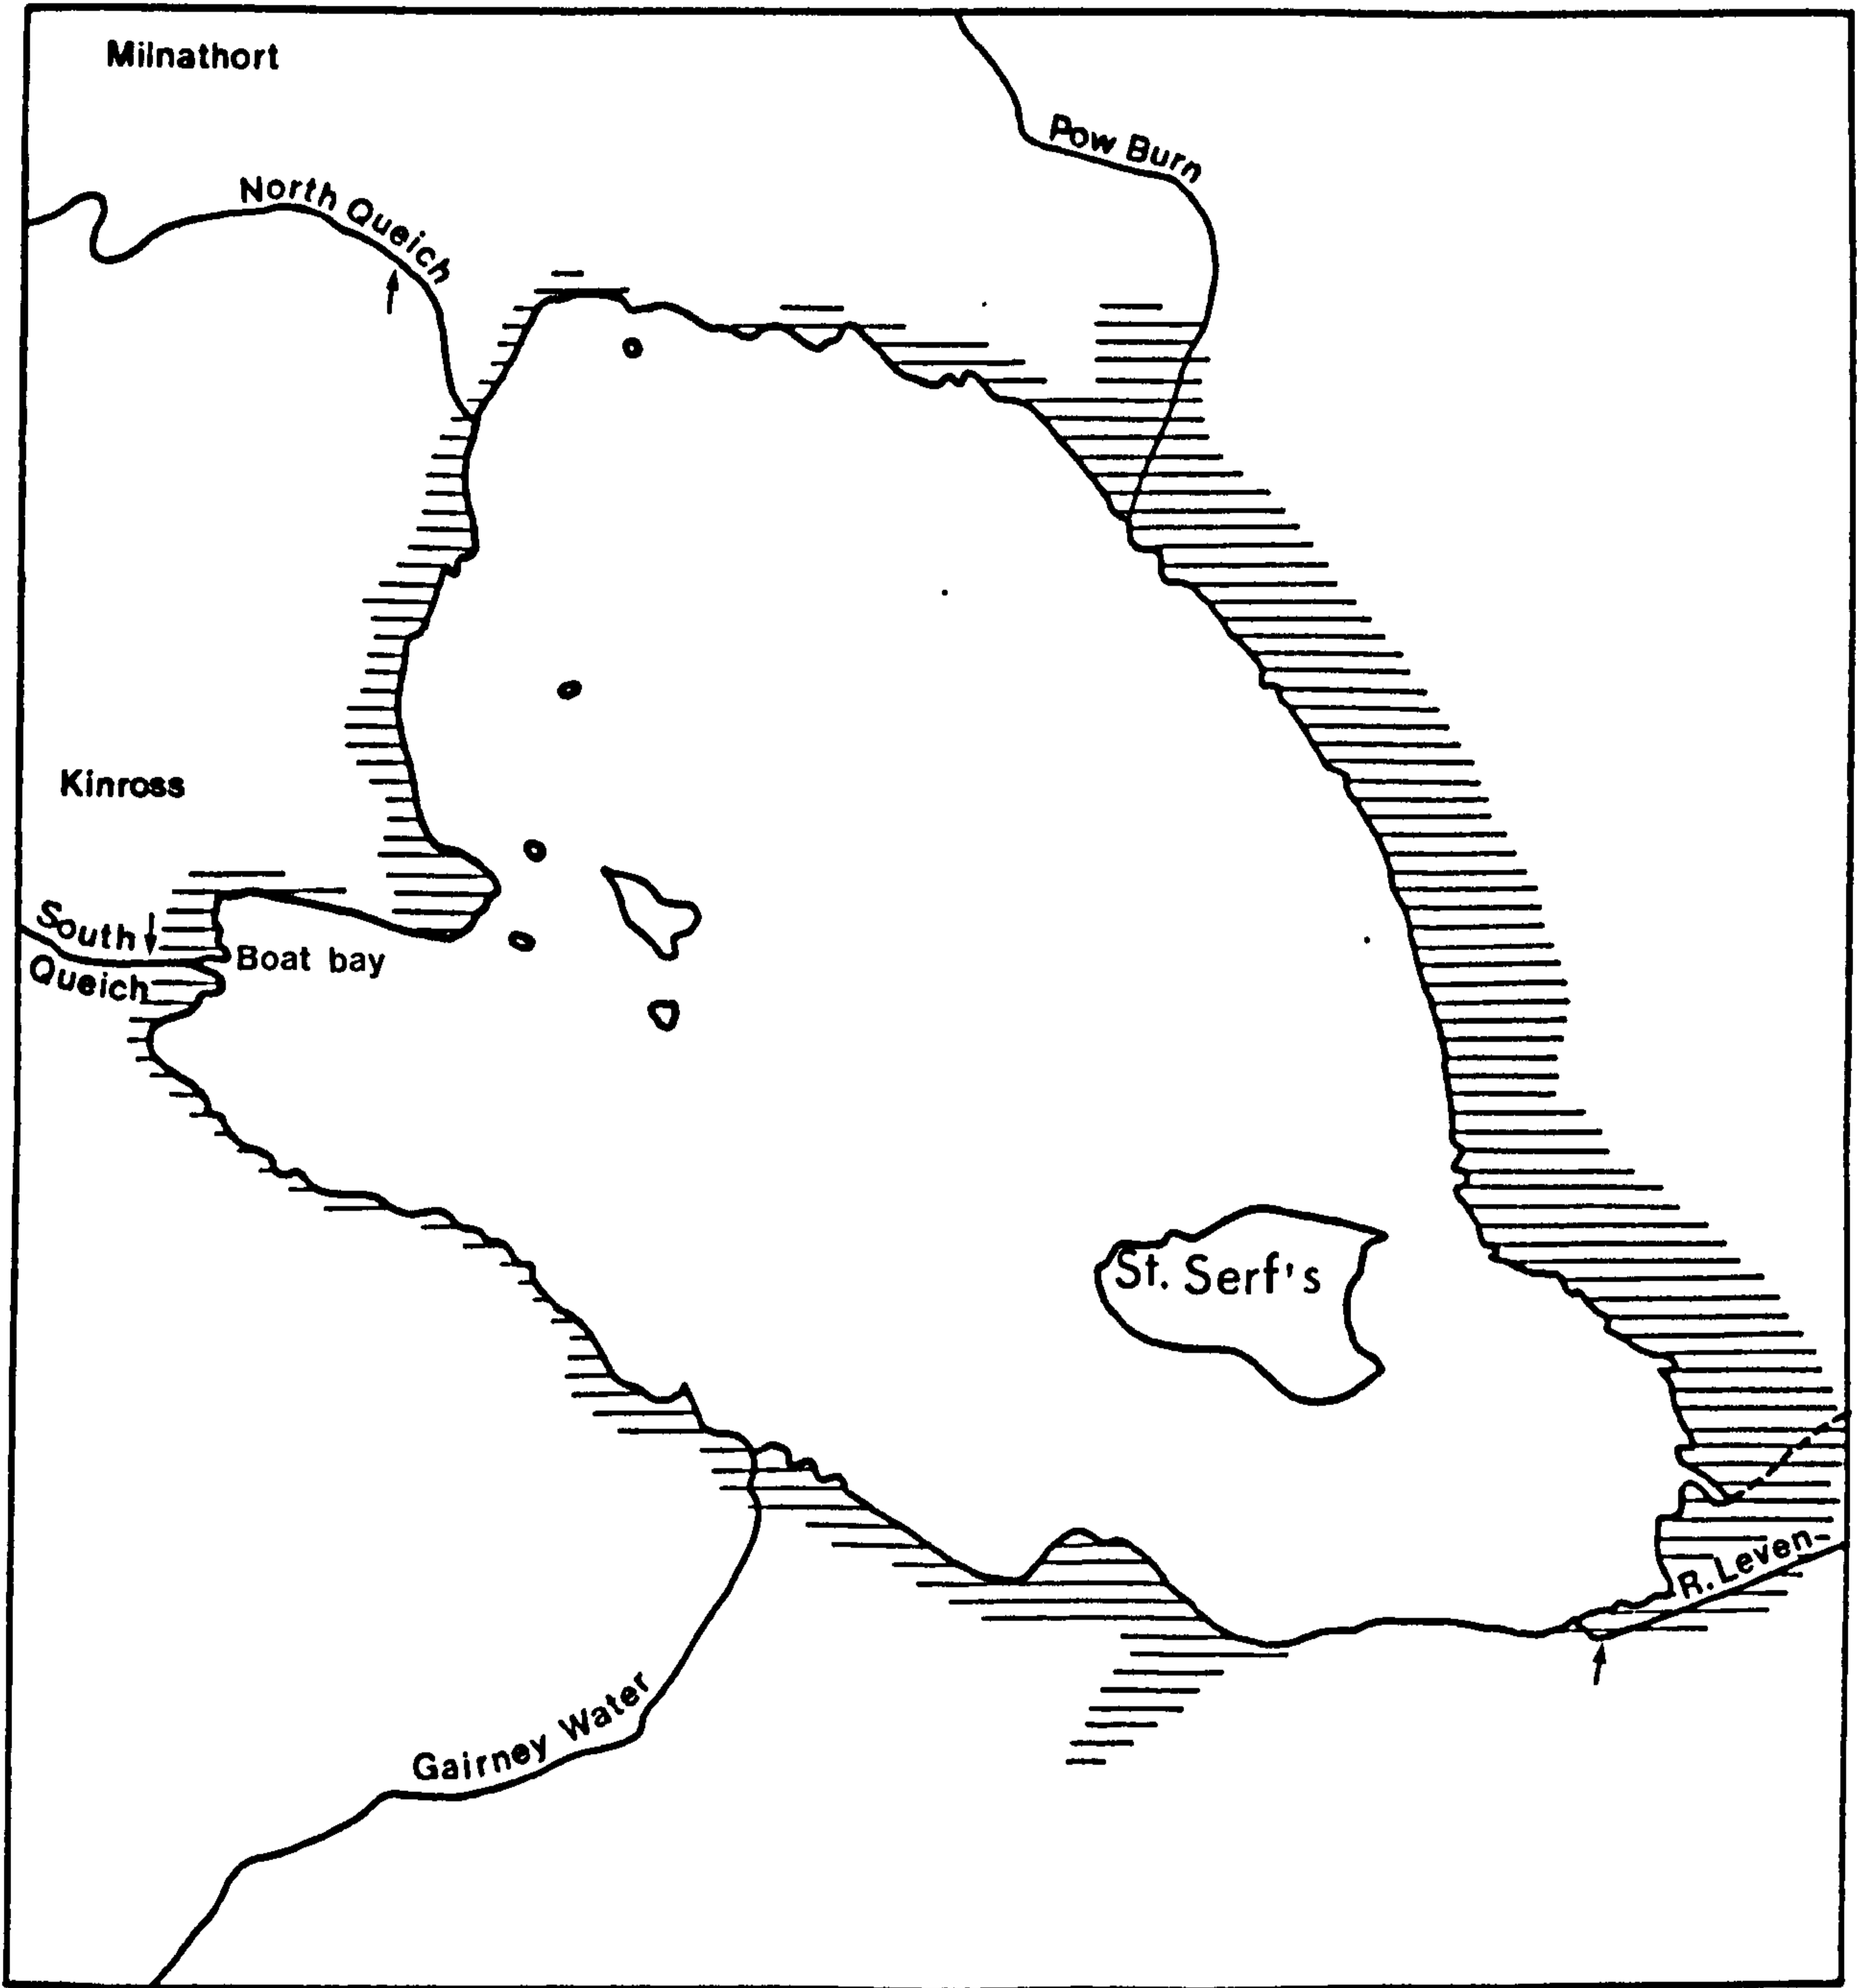 Milnathort
Pow Burn
North Queich
Kinross
South
Queich
Boat bay
St. Serf's
R. Leven
Gairney Water